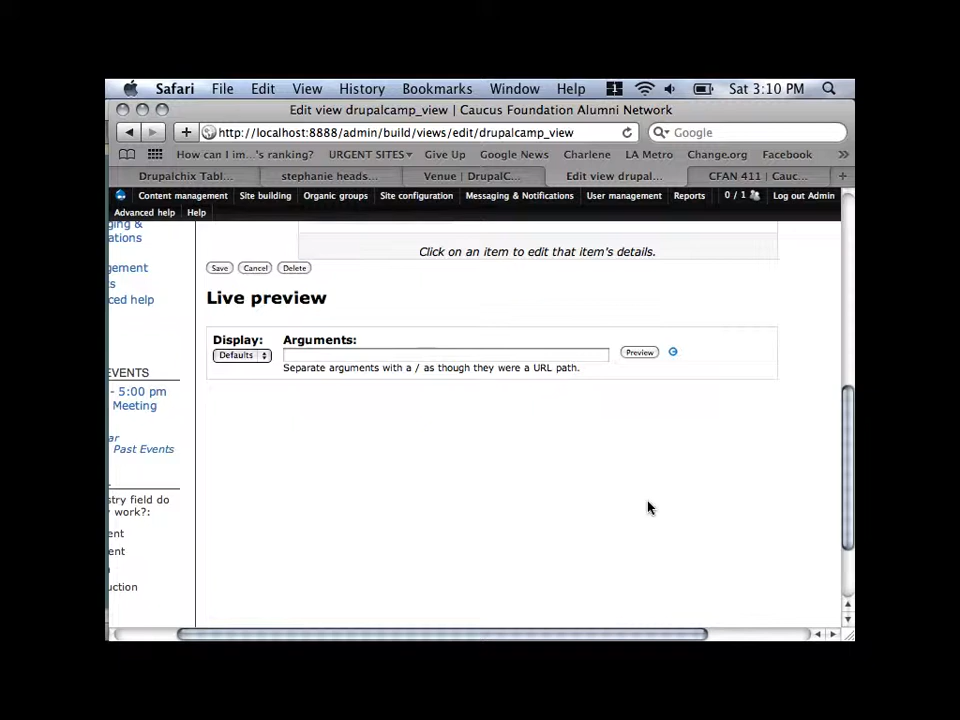 Safari File Edit View History Bookmarks Window Help Sat 3:10 PM
Edit view drupalcamp_view | Caucus Foundation Alumni Network
http://localhost:8888/admin/build/views/edit/drupalcamp_view Google
How can I im...'s ranking? URGENT SITES▾ Give Up Google News Charlene LA Metro Change.org Facebook »
Drupalchix Tabl... stephanie heads... Venue | DrupalC... Edit view drupal... CFAN 411 | Cauc... +
Content management Site building Organic groups Site configuration Messaging & Notifications User management Reports 0 / 1 Log out Admin
Advanced help Help
ations
Click on an item to edit that item's details.
gement
Save Cancel Delete
ced help
Live preview
Display: Arguments:
Defaults Preview
Separate arguments with a / as though they were a URL path.
EVENTS
- 5:00 pm
Meeting
ar
Past Events
stry field do
work?:
ent
ent
uction